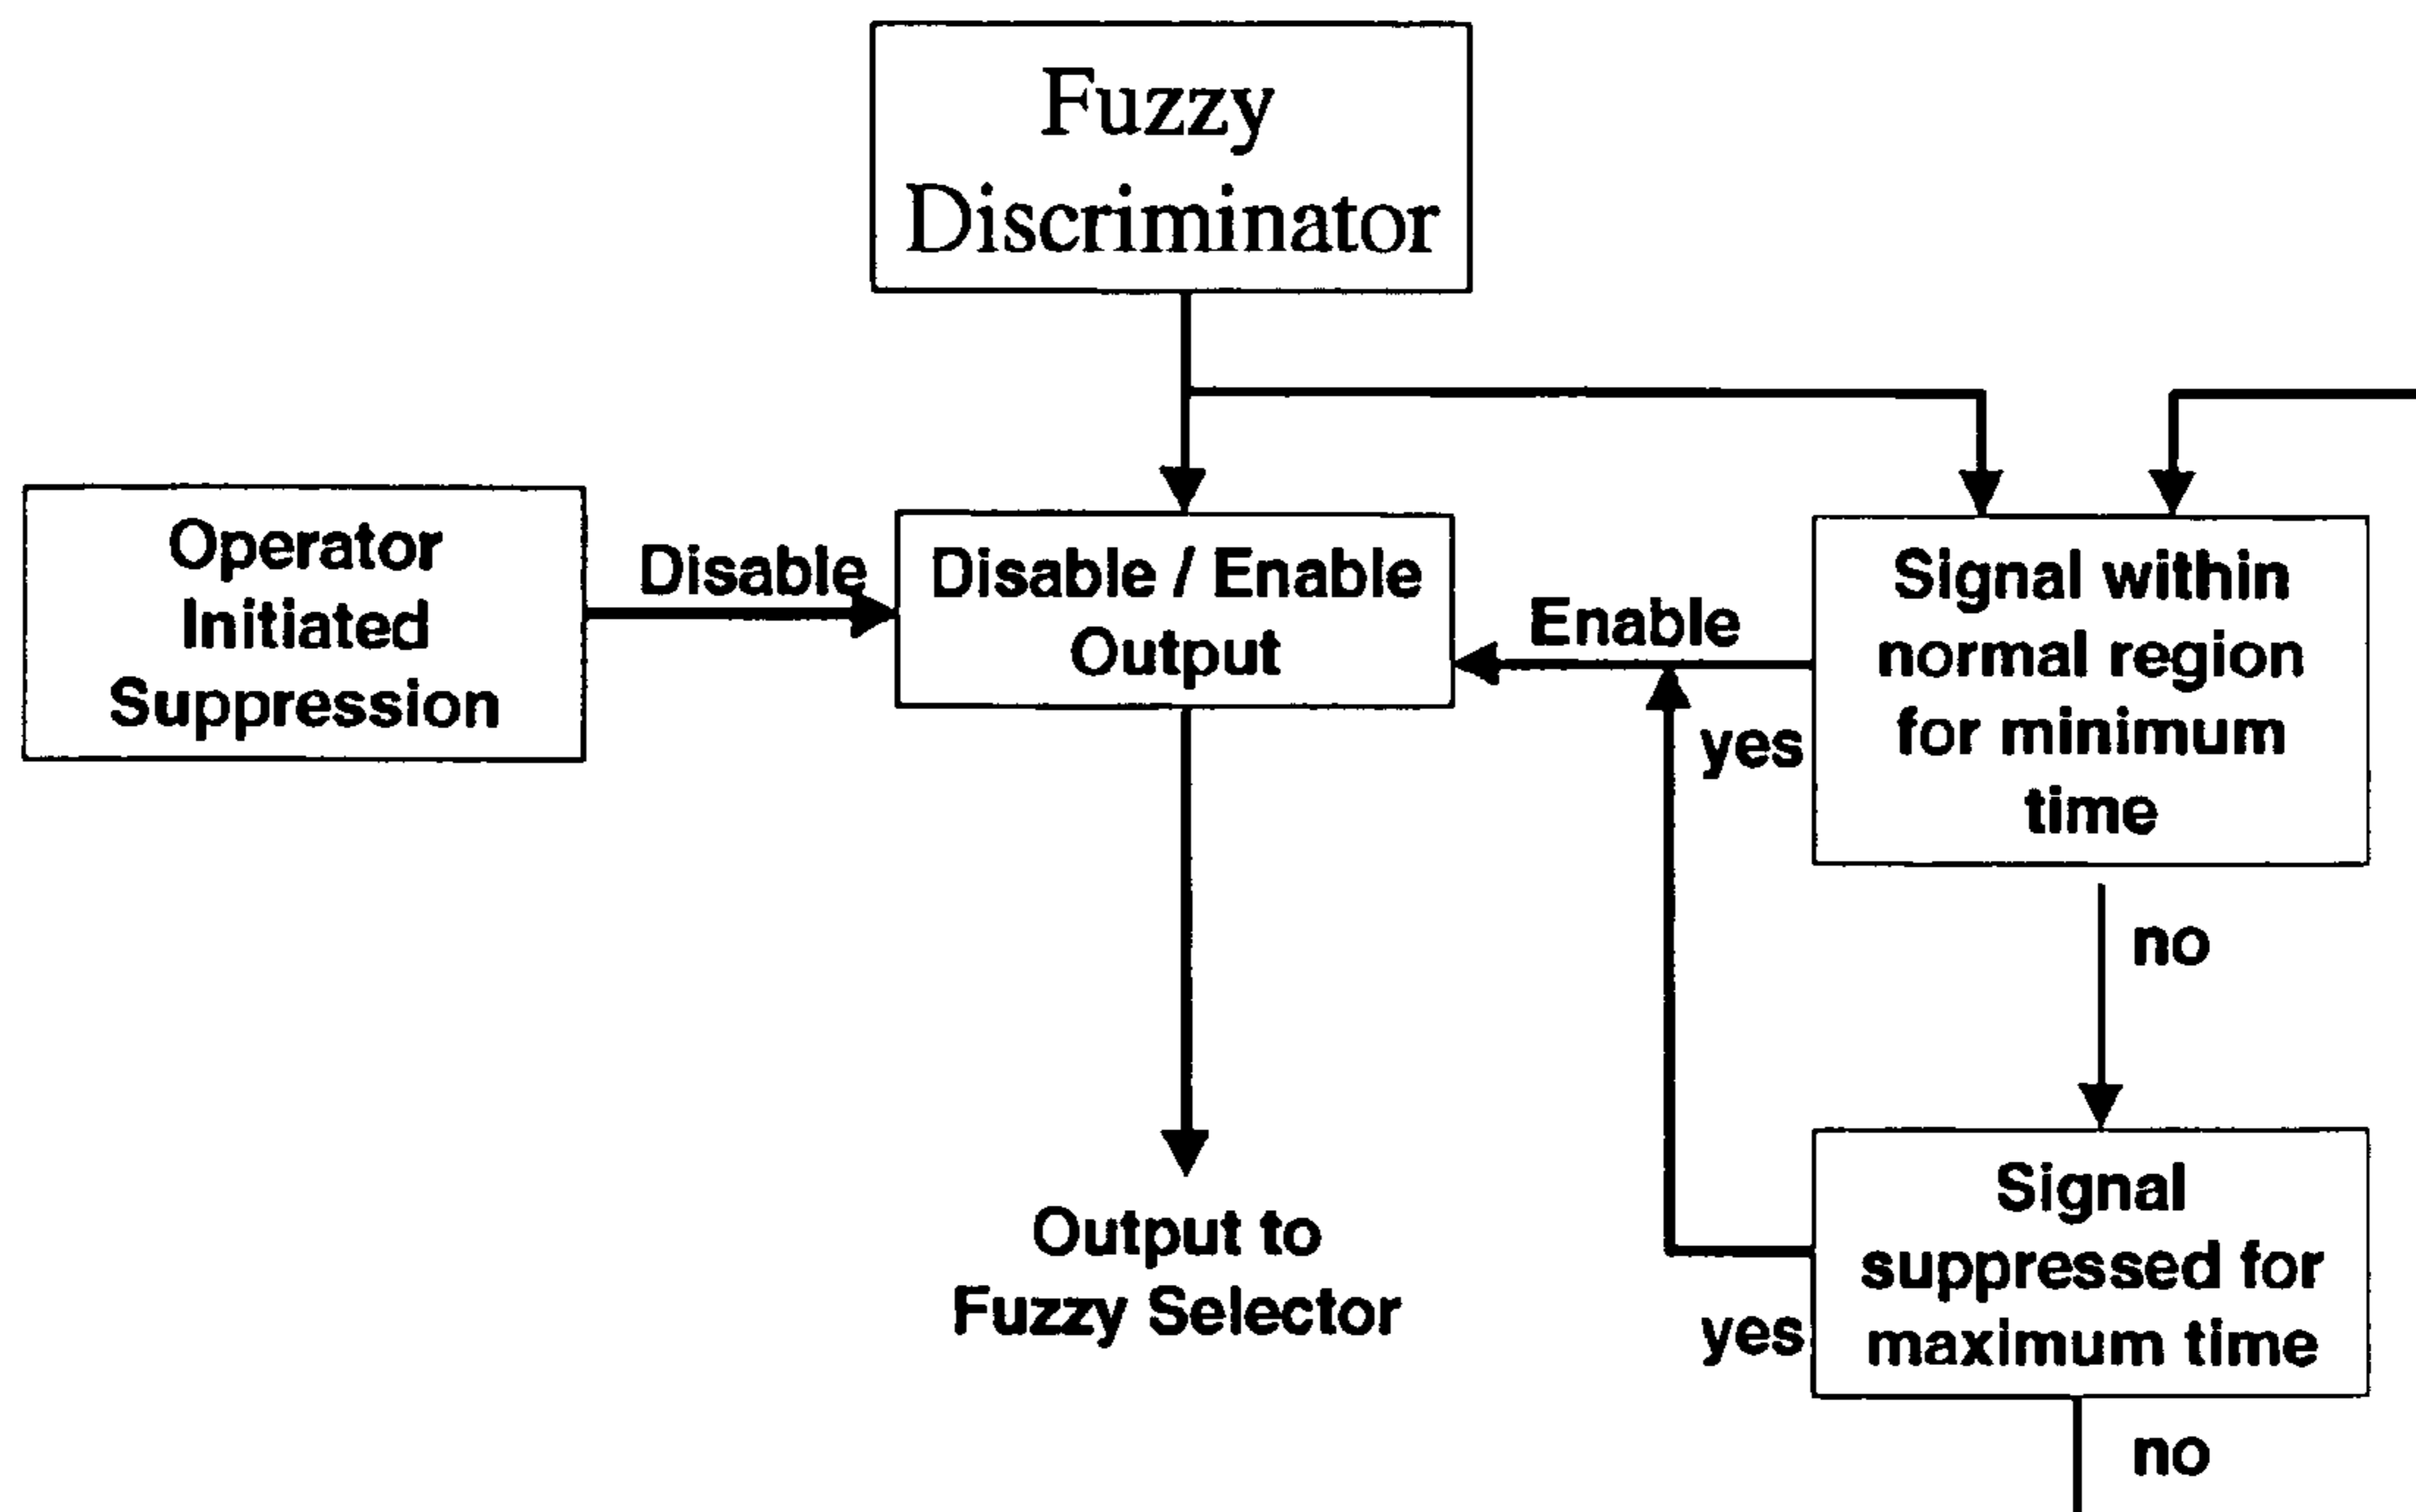 Fuzzy
Discriminator
Operator
Initiated
Suppression
Disable
Disable / Enable
Output
Enable
yes
Signal within
normal region
for minimum
time
no
Output to
Fuzzy Selector
Signal
suppressed for
maximum time
yes
no